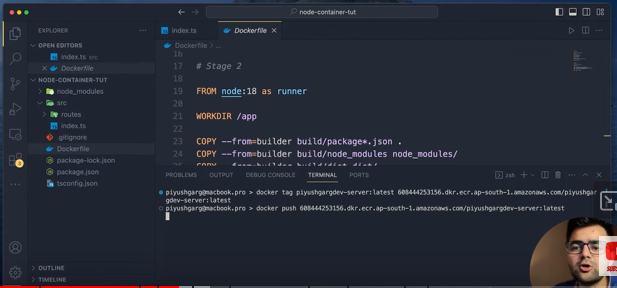 node-container-tut
EXPLORER
OPEN EDITORS
index.ts
Dockerfile
NODE-CONTAINER-TUT
node_modules
src
routes
index.ts
.gitignore
Dockerfile
package-lock.json
package.json
tsconfig.json
OUTLINE
TIMELINE
index.ts
Dockerfile
Dockerfile > ...
16
17 # Stage 2
18
19 FROM node:18 as runner
20
21 WORKDIR /app
22
23 COPY --from=builder build/package*.json .
24 COPY --from=builder build/node_modules node_modules/
PROBLEMS OUTPUT DEBUG CONSOLE TERMINAL PORTS
zsh
piyushgarg@macbook.pro > docker tag piyushgargdev-server:latest 608444253156.dkr.ecr.ap-south-1.amazonaws.com/piyushgar
gdev-server:latest
piyushgarg@macbook.pro > docker push 608444253156.dkr.ecr.ap-south-1.amazonaws.com/piyushgargdev-server:latest